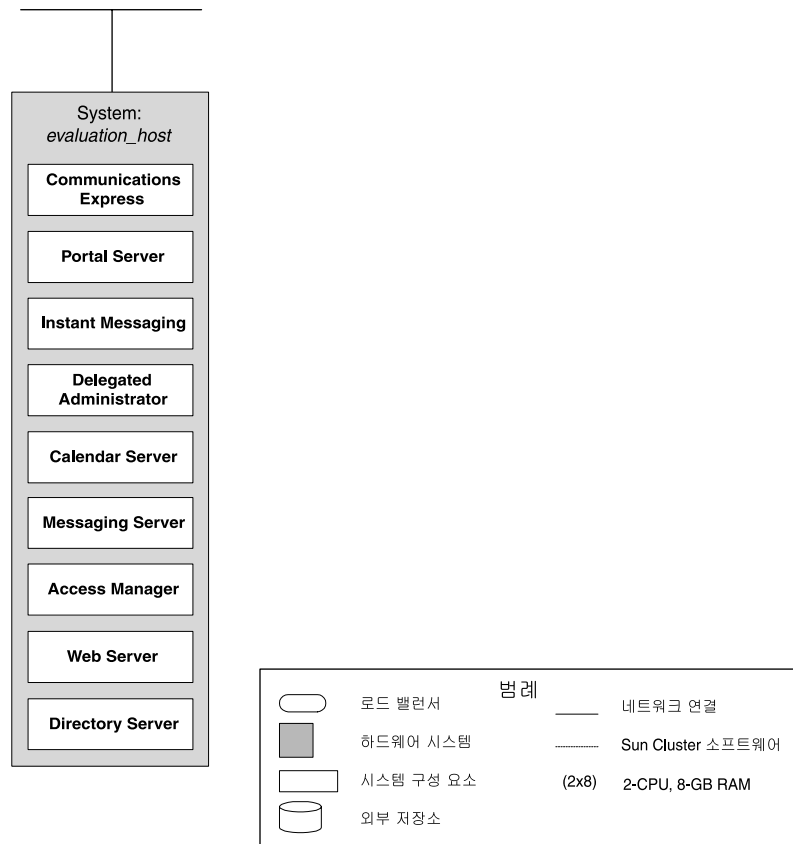 System:
evaluation_host
Communications
Express
Portal Server
Instant Messaging
Delegated
Administrator
Calendar Server
Messaging Server
Access Manager
Web Server
Directory Server
범례
로드 밸런서
하드웨어 시스템
시스템 구성 요소
외부 저장소
네트워크 연결
Sun Cluster 소프트웨어
(2x8) 2-CPU, 8-GB RAM